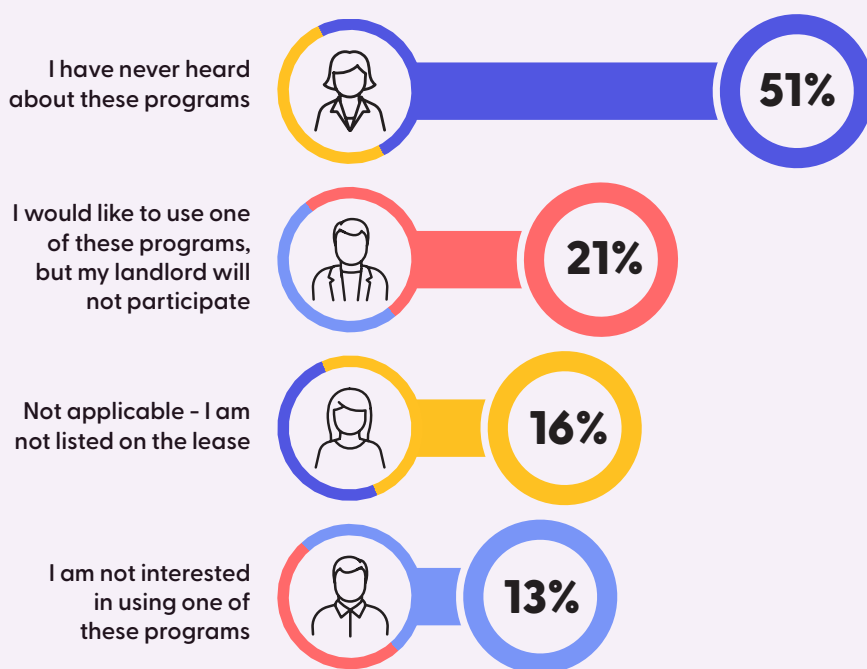 I have never heard
about these programs
51%
I would like to use one
of these programs,
but my landlord will
not participate
21%
Not applicable - I am
not listed on the lease
16%
I am not interested
in using one of
these programs
13%